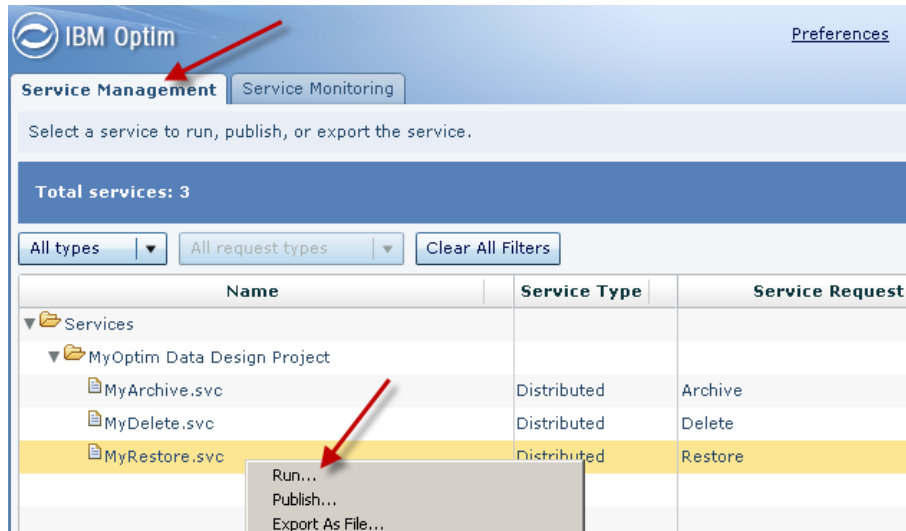 IBM Optim
Preferences
Service Management Service Monitoring
Select a service to run, publish, or export the service.
Total services: 3
All types All request types Clear All Filters
Name Service Type Service Request
Services
MyOptim Data Design Project
MyArchive.svc Distributed Archive
MyDelete.svc Distributed Delete
MyRestore.svc Distributed Restore
Run...
Publish...
Export As File...